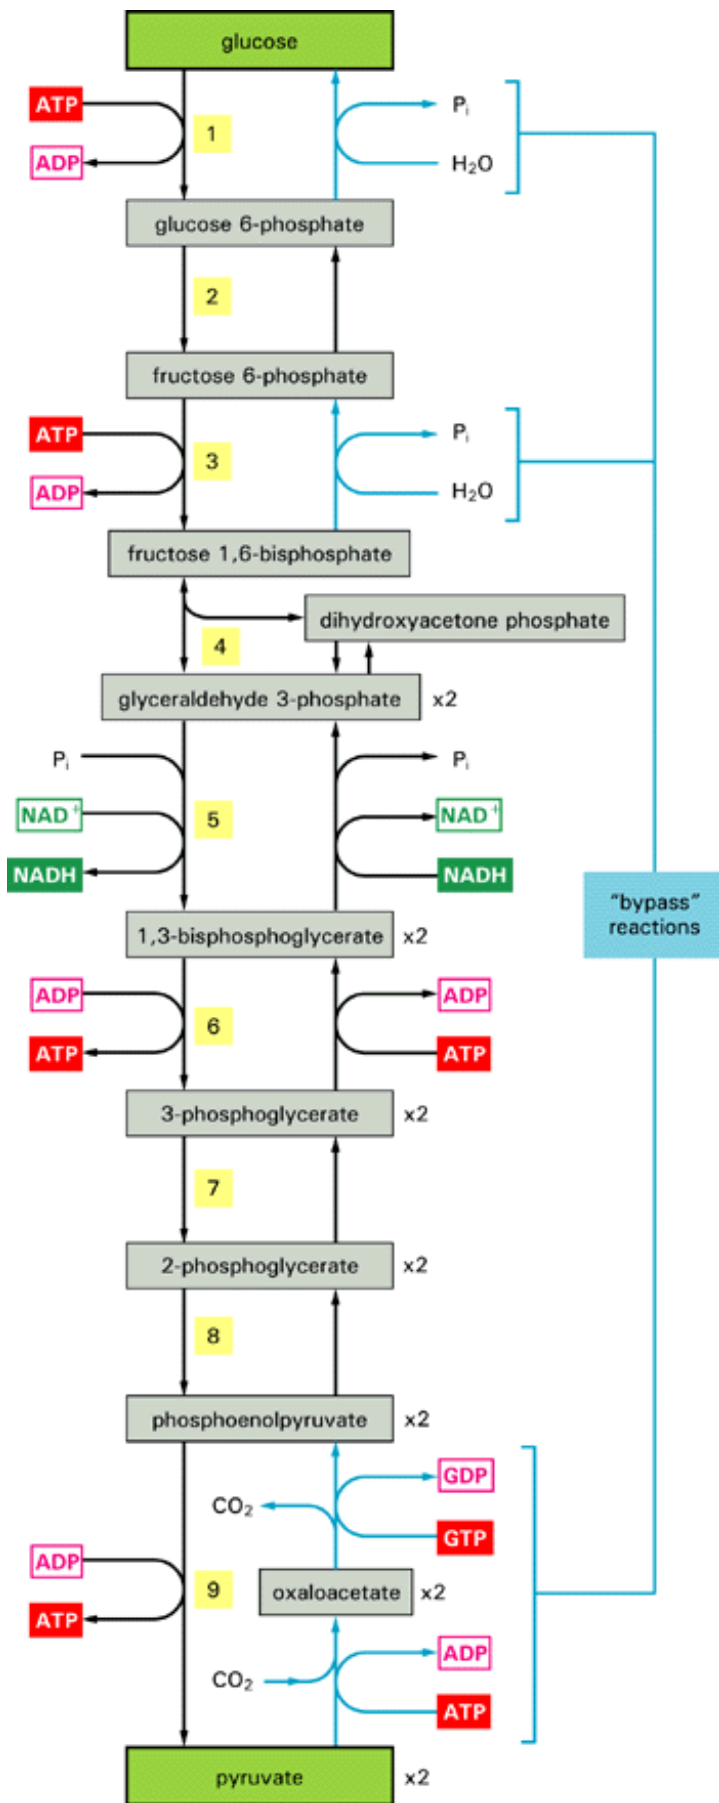 glucose
ATP
1
Pᵢ
ADP
H₂O
glucose 6-phosphate
2
fructose 6-phosphate
ATP
3
Pᵢ
ADP
H₂O
fructose 1,6-bisphosphate
dihydroxyacetone phosphate
4
glyceraldehyde 3-phosphate x2
Pᵢ
Pᵢ
NAD⁺
5
NAD⁺
NADH
NADH
"bypass"
reactions
1,3-bisphosphoglycerate x2
ADP
6
ADP
ATP
ATP
3-phosphoglycerate x2
7
2-phosphoglycerate x2
8
phosphoenolpyruvate x2
GDP
CO₂
GTP
ADP
9
oxaloacetate x2
ATP
ADP
CO₂
ATP
pyruvate x2